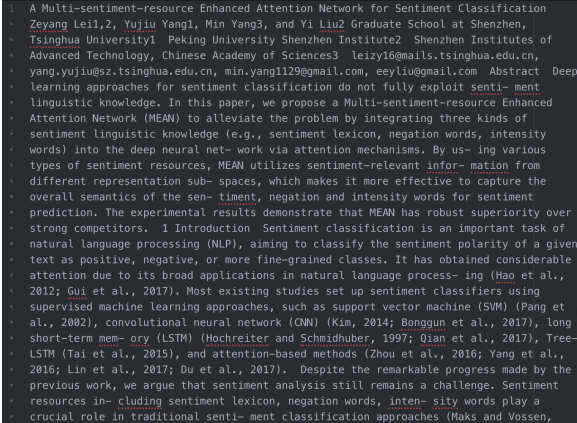 1 A Multi-sentiment-resource Enhanced Attention Network for Sentiment Classification
Zeyang Lei1,2, Yujiu Yang1, Min Yang3, and Yi Liu2 Graduate School at Shenzhen,
Tsinghua University1  Peking University Shenzhen Institute2  Shenzhen Institutes of
Advanced Technology, Chinese Academy of Sciences3  leizy16@mails.tsinghua.edu.cn,
yang.yujiu@sz.tsinghua.edu.cn, min.yang1129@gmail.com, eeyliu@gmail.com  Abstract  Deep
learning approaches for sentiment classification do not fully exploit senti- ment
linguistic knowledge. In this paper, we propose a Multi-sentiment-resource Enhanced
Attention Network (MEAN) to alleviate the problem by integrating three kinds of
sentiment linguistic knowledge (e.g., sentiment lexicon, negation words, intensity
words) into the deep neural net- work via attention mechanisms. By us- ing various
types of sentiment resources, MEAN utilizes sentiment-relevant infor- mation from
different representation sub- spaces, which makes it more effective to capture the
overall semantics of the sen- timent, negation and intensity words for sentiment
prediction. The experimental results demonstrate that MEAN has robust superiority over
strong competitors.  1 Introduction  Sentiment classification is an important task of
natural language processing (NLP), aiming to classify the sentiment polarity of a given
text as positive, negative, or more fine-grained classes. It has obtained considerable
attention due to its broad applications in natural language process- ing (Hao et al.,
2012; Gui et al., 2017). Most existing studies set up sentiment classifiers using
supervised machine learning approaches, such as support vector machine (SVM) (Pang et
al., 2002), convolutional neural network (CNN) (Kim, 2014; Bonggun et al., 2017), long
short-term mem- ory (LSTM) (Hochreiter and Schmidhuber, 1997; Qian et al., 2017), Tree-
LSTM (Tai et al., 2015), and attention-based methods (Zhou et al., 2016; Yang et al.,
2016; Lin et al., 2017; Du et al., 2017).  Despite the remarkable progress made by the
previous work, we argue that sentiment analysis still remains a challenge. Sentiment
resources in- cluding sentiment lexicon, negation words, inten- sity words play a
crucial role in traditional senti- ment classification approaches (Maks and Vossen,